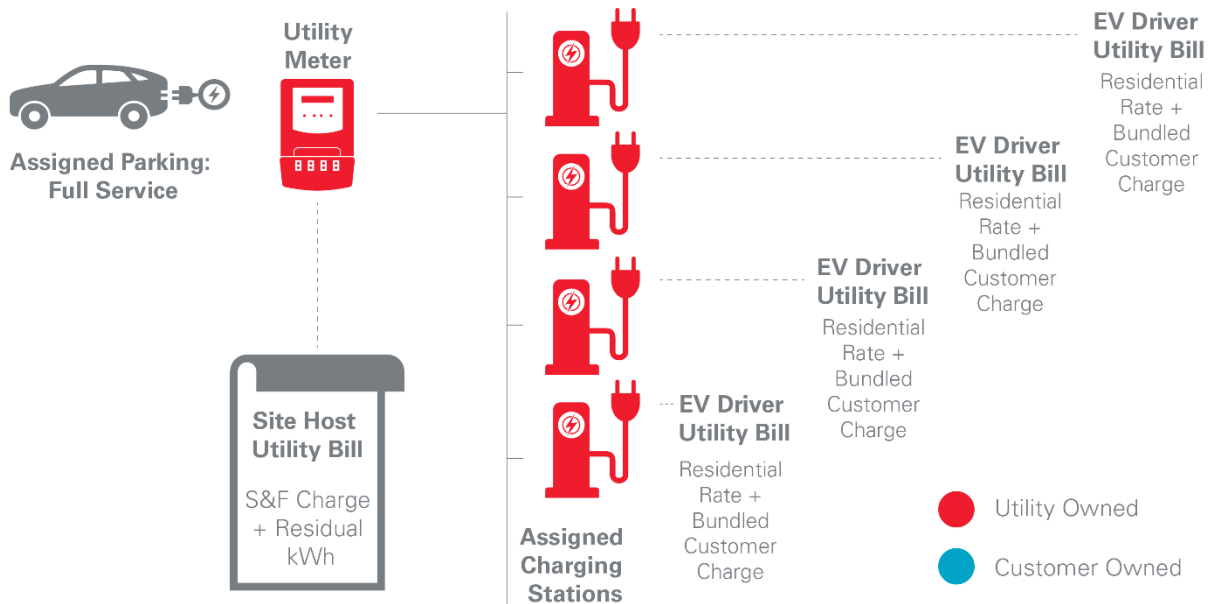 Assigned Parking:
Full Service
Utility
Meter
Site Host
Utility Bill
S&F Charge
+ Residual
kWh
Assigned
Charging
Stations
EV Driver
Utility Bill
Residential
Rate +
Bundled
Customer
Charge
EV Driver
Utility Bill
Residential
Rate +
Bundled
Customer
Charge
EV Driver
Utility Bill
Residential
Rate +
Bundled
Customer
Charge
EV Driver
Utility Bill
Residential
Rate +
Bundled
Customer
Charge
Utility Owned
Customer Owned